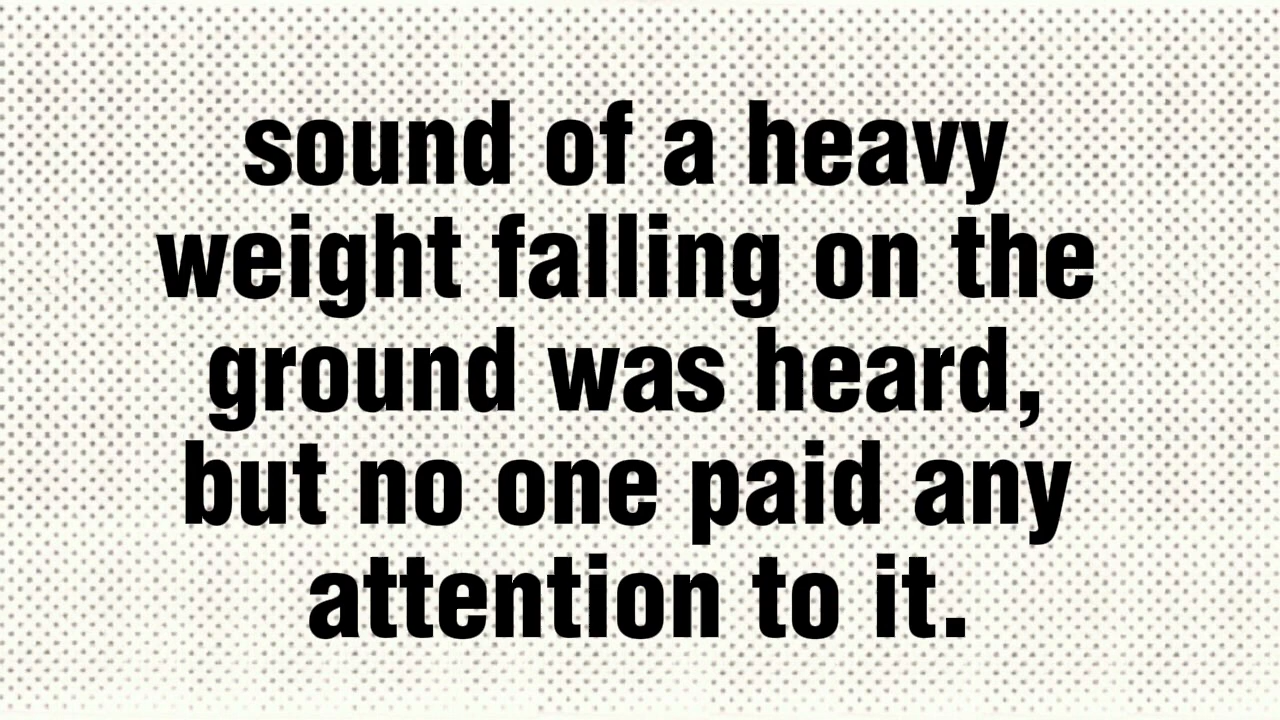 sound of a heavy
weight falling on the
ground was heard,
but no one paid any
attention to it.